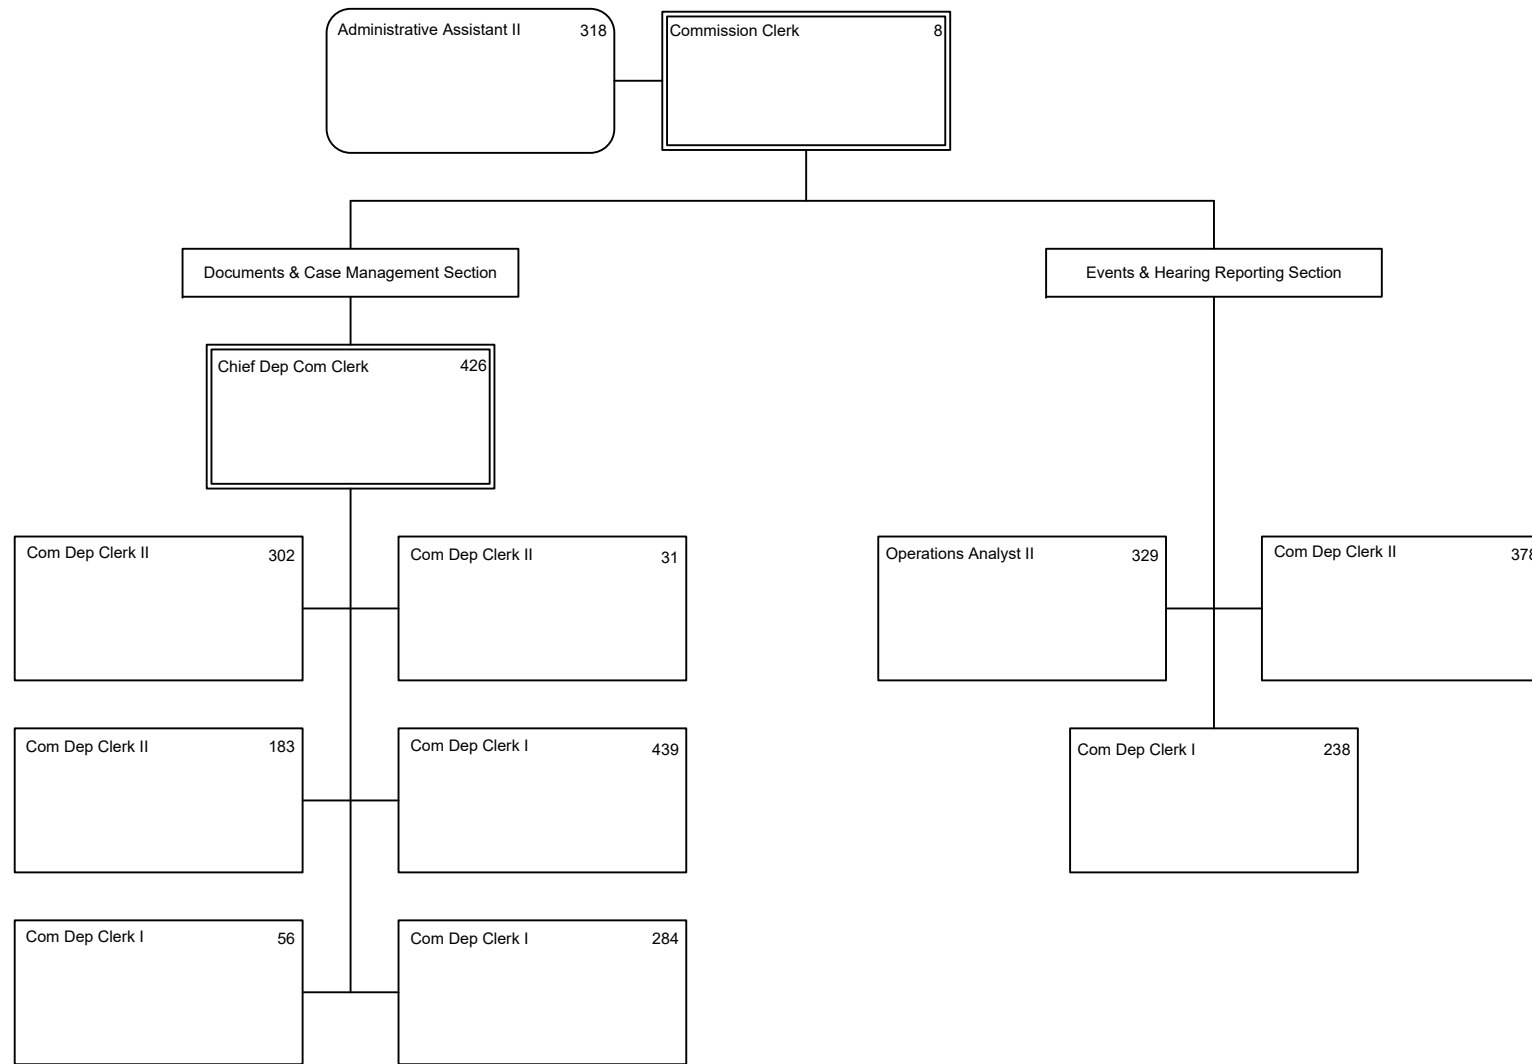 Administrative Assistant II 318
Commission Clerk 8
Documents & Case Management Section
Events & Hearing Reporting Section
Chief Dep Com Clerk 426
Com Dep Clerk II 302
Com Dep Clerk II 31
Operations Analyst II 329
Com Dep Clerk II 378
Com Dep Clerk II 183
Com Dep Clerk I 439
Com Dep Clerk I 238
Com Dep Clerk I 56
Com Dep Clerk I 284